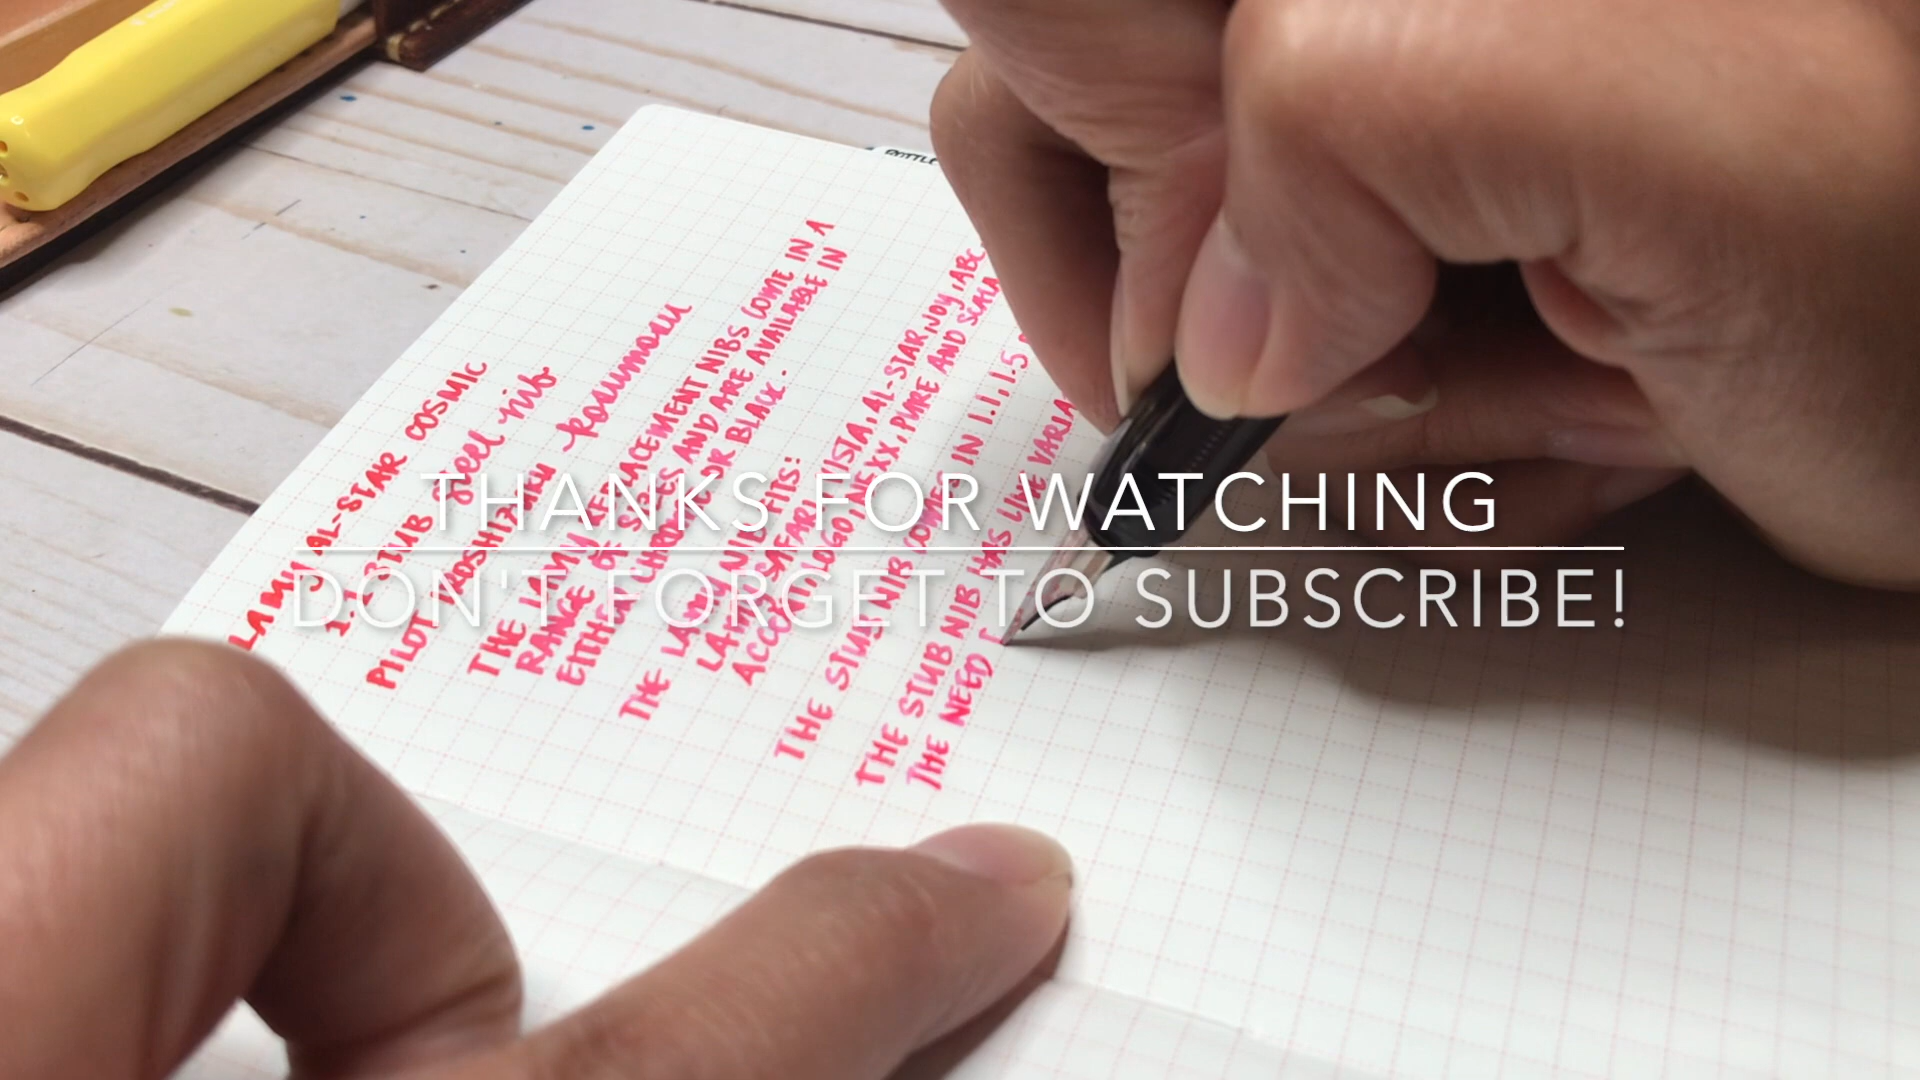 LAMY AL-STAR COSMIC
1.1 STUB steel nib
PILOT IROSHIZUKU kosumosu
THE LAMY REPLACEMENT NIBS COME IN A
RANGE OF SIZES AND ARE AVAILABLE IN
EITHER CHROME OR BLACK.
THE LAMY NIB FITS:
LAMY SAFARI, VISTA, AL-STAR, JOY, ABC,
ACCENT, LOGO, NEXX, PURE AND SCALA
THE STUB NIB COMES IN 1.1, 1.5
THE STUB NIB HAS LINE VARIA
THE NEED
BOTTLE
THANKS FOR WATCHING
DON'T FORGET TO SUBSCRIBE!